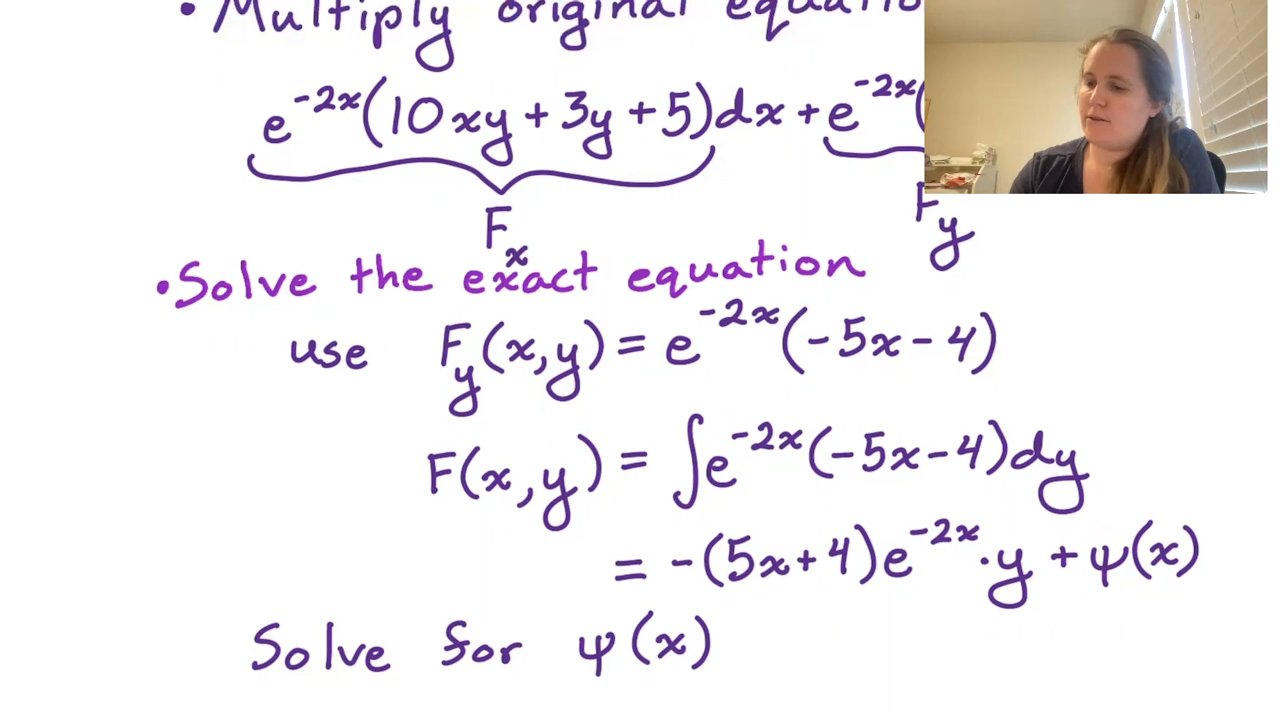 • Multiply original equatio
e^{-2x}(10xy + 3y + 5)dx + e^{-2x}(
F_x F_y
• Solve the exact equation
use F_y(x,y) = e^{-2x}(-5x - 4)
F(x,y) = ∫e^{-2x}(-5x-4)dy
= -(5x+4)e^{-2x}·y + ψ(x)
Solve for ψ(x)